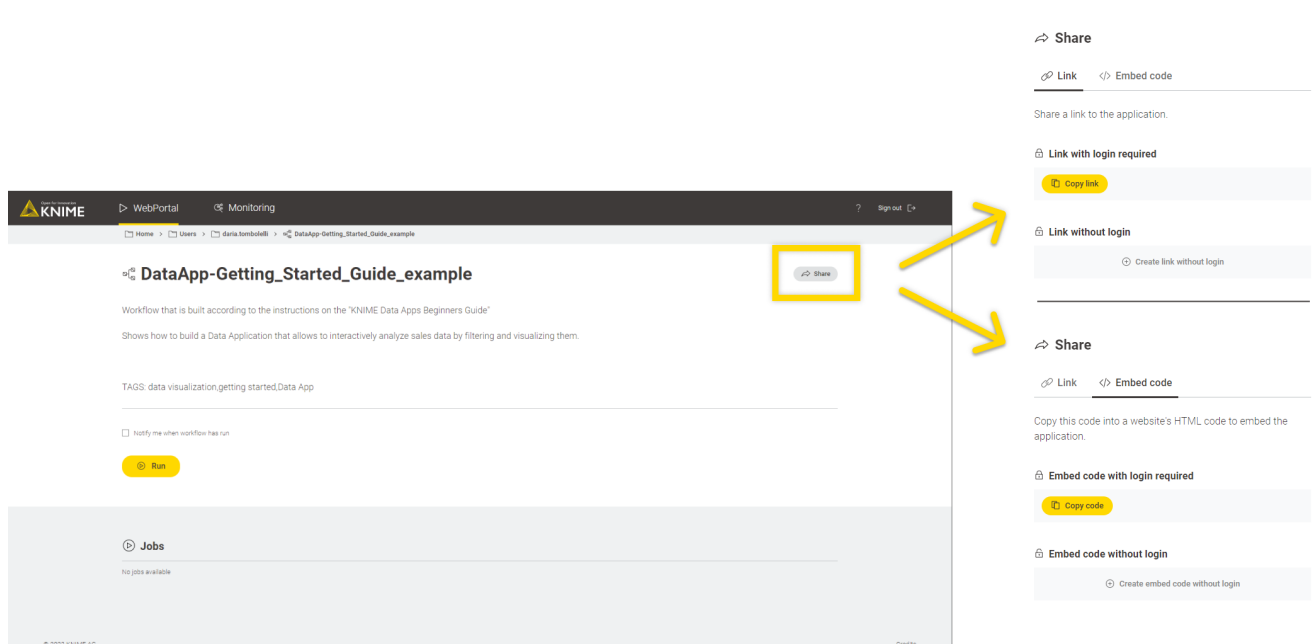 Open for Innovation
KNIME
WebPortal
Monitoring
?
Sign out
Home > Users > daria.tombolelli > DataApp-Getting_Started_Guide_example
DataApp-Getting_Started_Guide_example
Share
Workflow that is built according to the instructions on the "KNIME Data Apps Beginners Guide"
Shows how to build a Data Application that allows to interactively analyze sales data by filtering and visualizing them.
TAGS: data visualization,getting started,Data App
Notify me when workflow has run
Run
Jobs
No jobs available
Share
Link </> Embed code
Share a link to the application.
Link with login required
Copy link
Link without login
Create link without login
Share
Link </> Embed code
Copy this code into a website's HTML code to embed the
application.
Embed code with login required
Copy code
Embed code without login
Create embed code without login